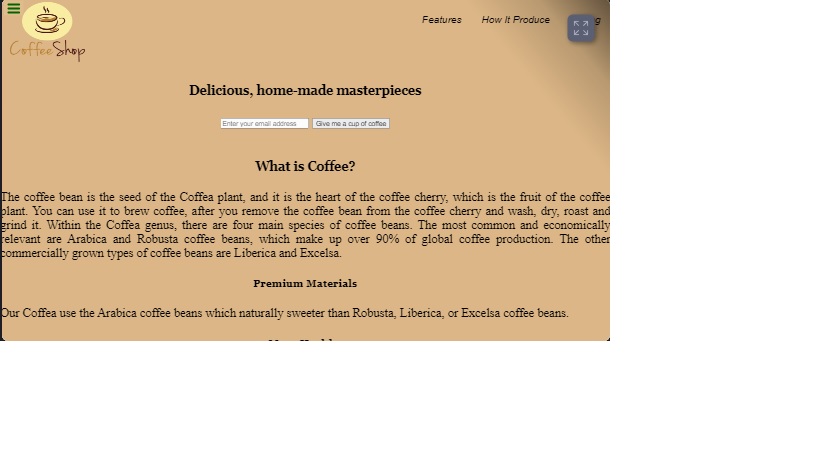 Features How It Produce
CoffeeShop
Delicious, home-made masterpieces
Enter your email address Give me a cup of coffee
What is Coffee?
The coffee bean is the seed of the Coffea plant, and it is the heart of the coffee cherry, which is the fruit of the coffee
plant. You can use it to brew coffee, after you remove the coffee bean from the coffee cherry and wash, dry, roast and
grind it. Within the Coffea genus, there are four main species of coffee beans. The most common and economically
relevant are Arabica and Robusta coffee beans, which make up over 90% of global coffee production. The other
commercially grown types of coffee beans are Liberica and Excelsa.
Premium Materials
Our Coffea use the Arabica coffee beans which naturally sweeter than Robusta, Liberica, or Excelsa coffee beans.